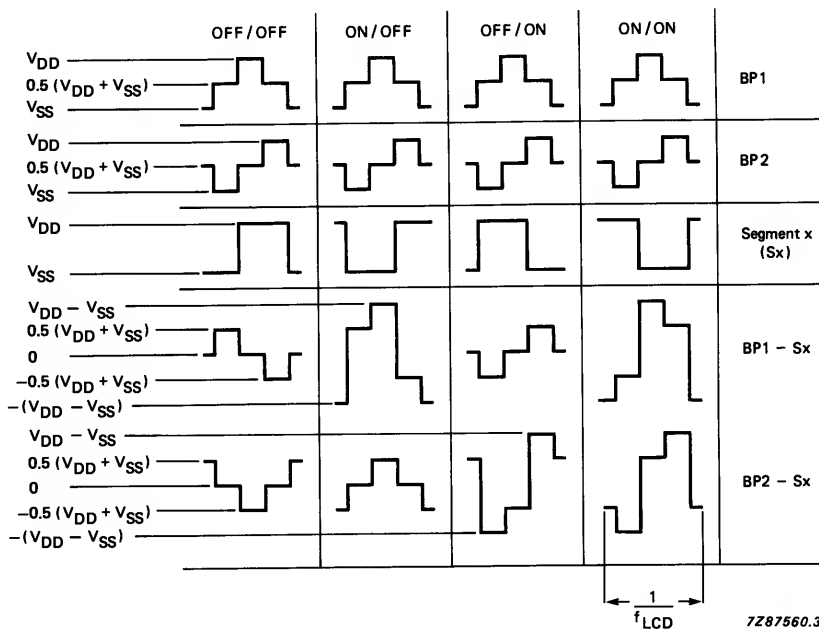 OFF/OFF ON/OFF OFF/ON ON/ON
VDD
0.5 (VDD + VSS)
VSS
BP1
VDD
0.5 (VDD + VSS)
VSS
BP2
VDD
VSS
Segment x
(Sx)
VDD – VSS
0.5 (VDD + VSS)
0
–0.5 (VDD + VSS)
–(VDD – VSS)
BP1 – Sx
VDD – VSS
0.5 (VDD + VSS)
0
–0.5 (VDD + VSS)
–(VDD – VSS)
BP2 – Sx
1
fLCD
7Z87560.3